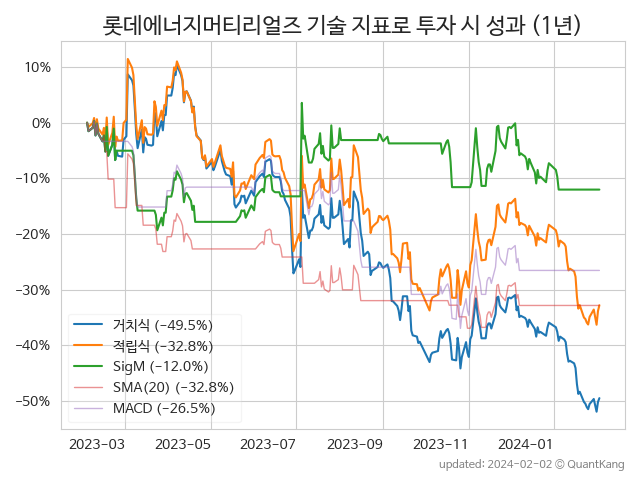 롯데에너지머티리얼즈 기술 지표로 투자 시 성과 (1년)
10%
0%
−10%
−20%
−30%
−40%
−50%
거치식 (−49.5%)
적립식 (−32.8%)
SigM (−12.0%)
SMA(20) (−32.8%)
MACD (−26.5%)
2023−03 2023−05 2023−07 2023−09 2023−11 2024−01
updated: 2024−02−02 © QuantKang